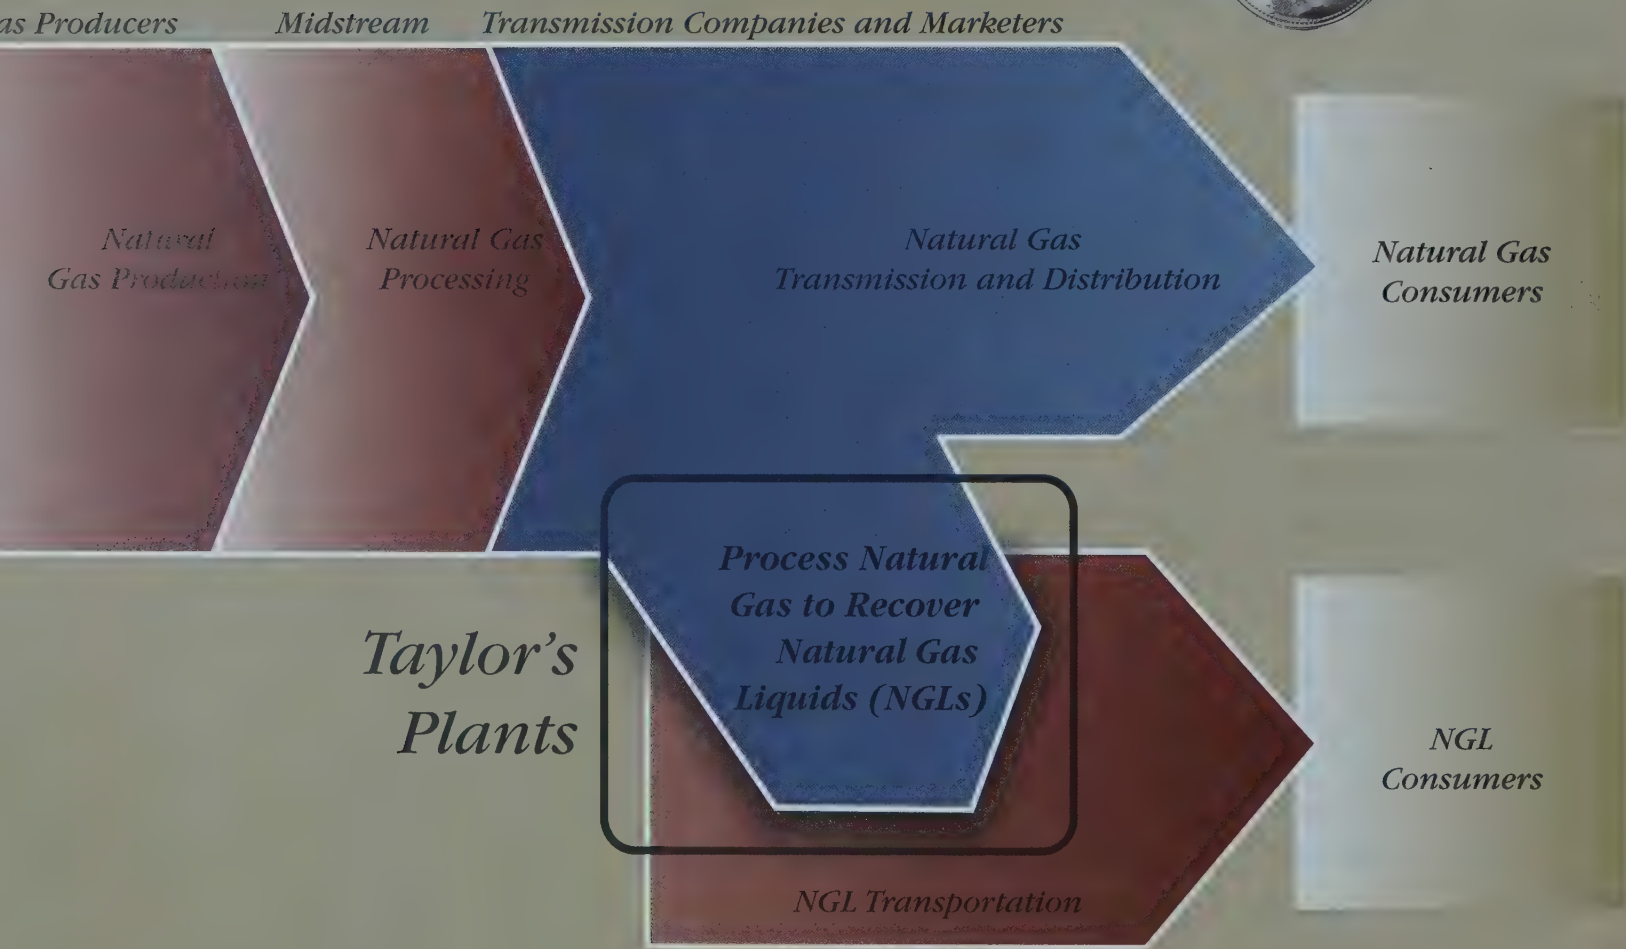 as Producers
Midstream
Transmission Companies and Marketers
Natural
Gas Production
Natural Gas
Processing
Natural Gas
Transmission and Distribution
Natural Gas
Consumers
Process Natural
Gas to Recover
Natural Gas
Liquids (NGLs)
Taylor's
Plants
NGL
Consumers
NGL Transportation